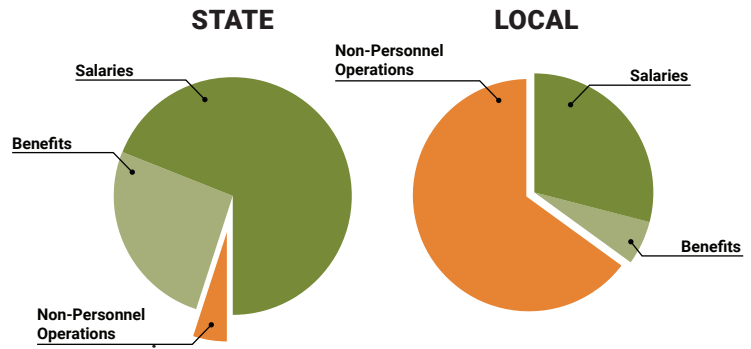 STATE
Salaries
Benefits
Non-Personnel
Operations
LOCAL
Non-Personnel
Operations
Salaries
Benefits